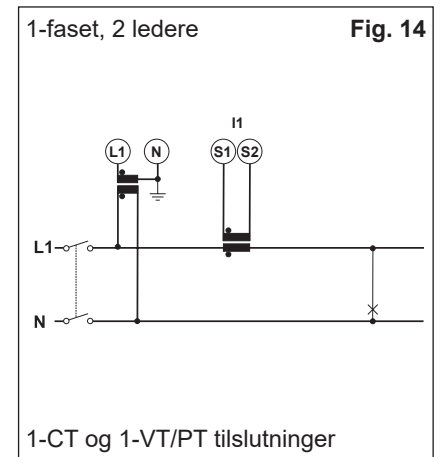 1-faset, 2 ledere Fig. 14
I1
L1 N S1 S2
L1
N
1-CT og 1-VT/PT tilslutninger